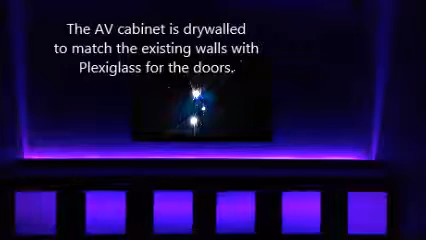 The AV cabinet is drywalled
to match the existing walls with
Plexiglass for the doors.